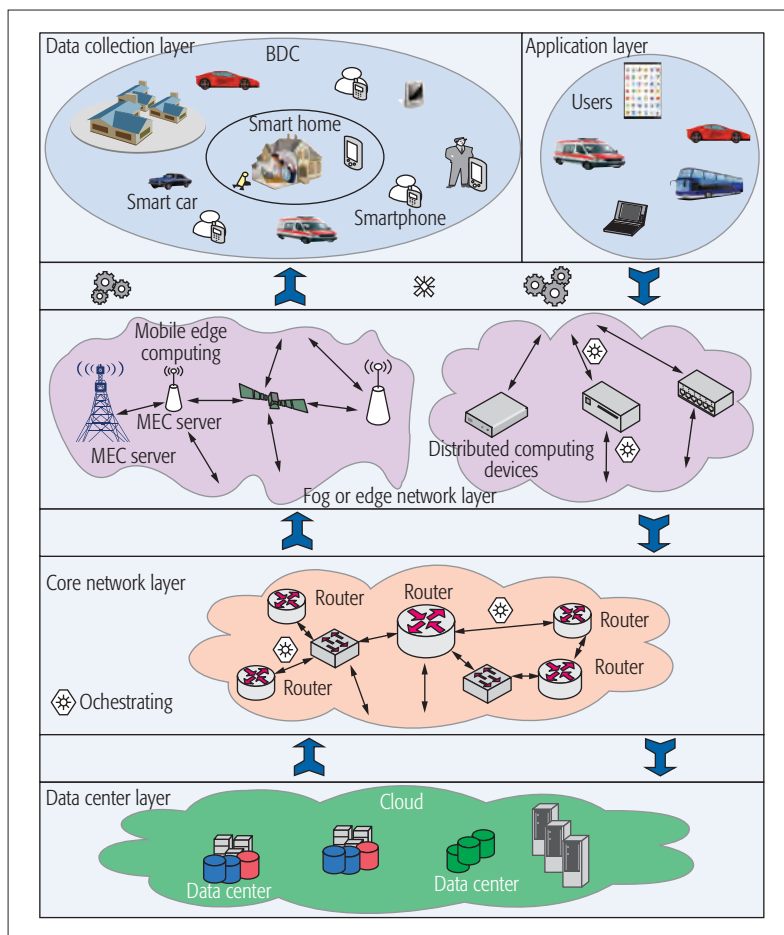 Data collection layer
BDC
Smart home
Smart car
Smartphone
Application layer
Users
Mobile edge
computing
MEC server
MEC server
Distributed computing
devices
Fog or edge network layer
Core network layer
Router
Router
Router
Router
Router
Ochestrating
Data center layer
Cloud
Data center
Data center